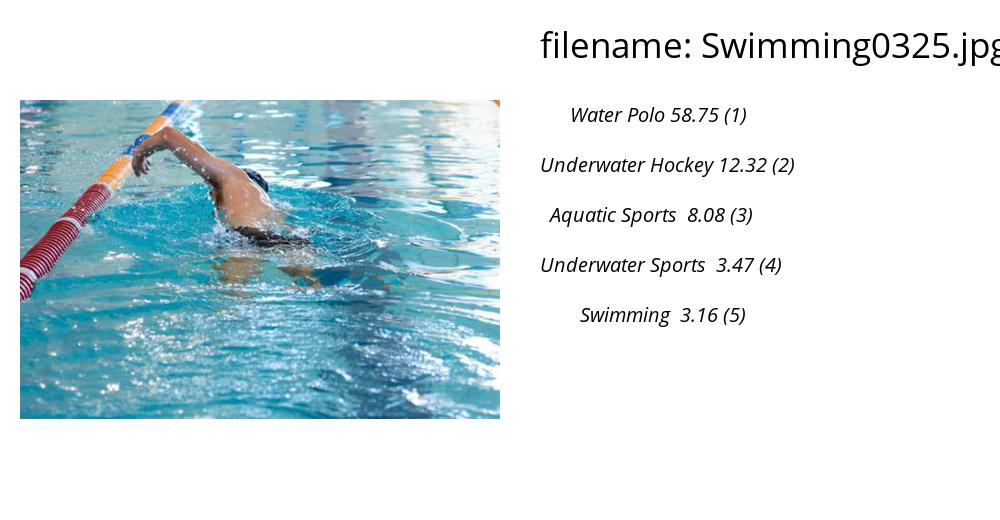 filename: Swimming0325.jpg
Water Polo 58.75 (1)
Underwater Hockey 12.32 (2)
Aquatic Sports 8.08 (3)
Underwater Sports 3.47 (4)
Swimming 3.16 (5)